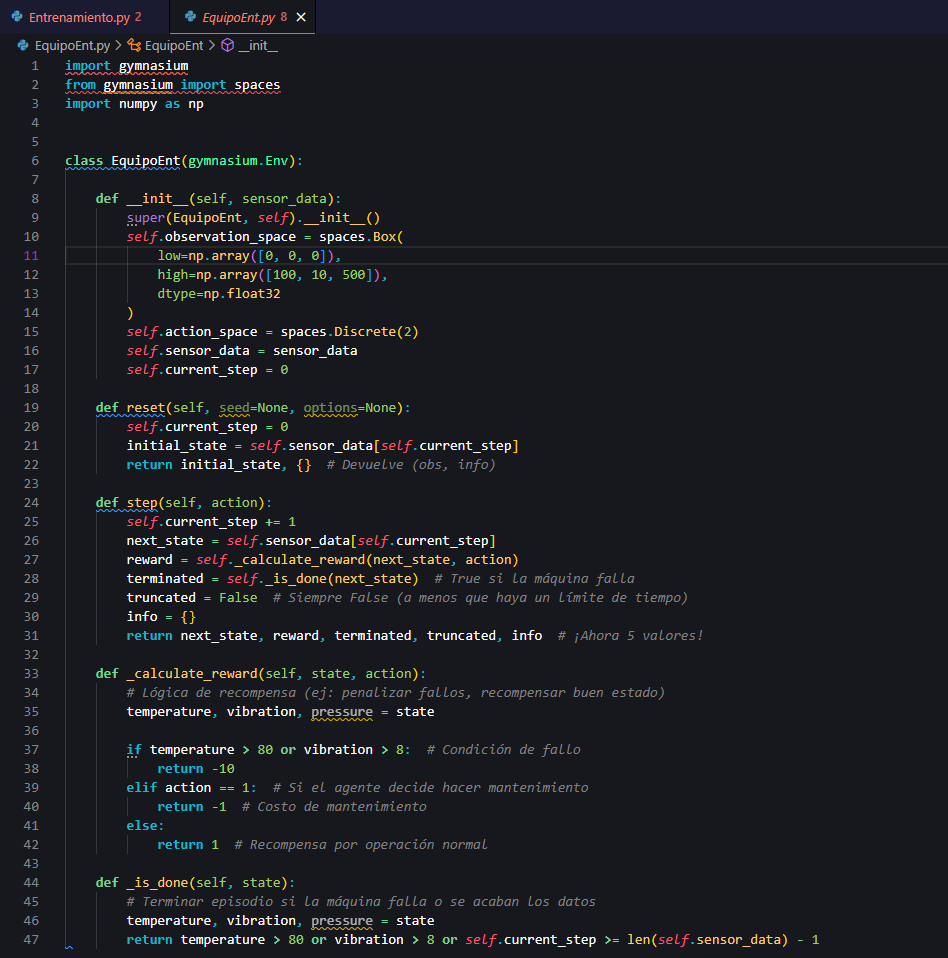 Entrenamiento.py 2
EquipoEnt.py 8
EquipoEnt.py > EquipoEnt > __init__
1 import gymnasium
2 from gymnasium import spaces
3 import numpy as np
4
5
6 class EquipoEnt(gymnasium.Env):
7
8     def __init__(self, sensor_data):
9         super(EquipoEnt, self).__init__()
10         self.observation_space = spaces.Box(
11             low=np.array([0, 0, 0]),
12             high=np.array([100, 10, 500]),
13             dtype=np.float32
14         )
15         self.action_space = spaces.Discrete(2)
16         self.sensor_data = sensor_data
17         self.current_step = 0
18
19     def reset(self, seed=None, options=None):
20         self.current_step = 0
21         initial_state = self.sensor_data[self.current_step]
22         return initial_state, {}  # Devuelve (obs, info)
23
24     def step(self, action):
25         self.current_step += 1
26         next_state = self.sensor_data[self.current_step]
27         reward = self._calculate_reward(next_state, action)
28         terminated = self._is_done(next_state)  # True si la máquina falla
29         truncated = False  # Siempre False (a menos que haya un límite de tiempo)
30         info = {}
31         return next_state, reward, terminated, truncated, info  # ¡Ahora 5 valores!
32
33     def _calculate_reward(self, state, action):
34         # Lógica de recompensa (ej: penalizar fallos, recompensar buen estado)
35         temperature, vibration, pressure = state
36
37         if temperature > 80 or vibration > 8:  # Condición de fallo
38             return -10
39         elif action == 1:  # Si el agente decide hacer mantenimiento
40             return -1  # Costo de mantenimiento
41         else:
42             return 1  # Recompensa por operación normal
43
44     def _is_done(self, state):
45         # Terminar episodio si la máquina falla o se acaban los datos
46         temperature, vibration, pressure = state
47         return temperature > 80 or vibration > 8 or self.current_step >= len(self.sensor_data) - 1